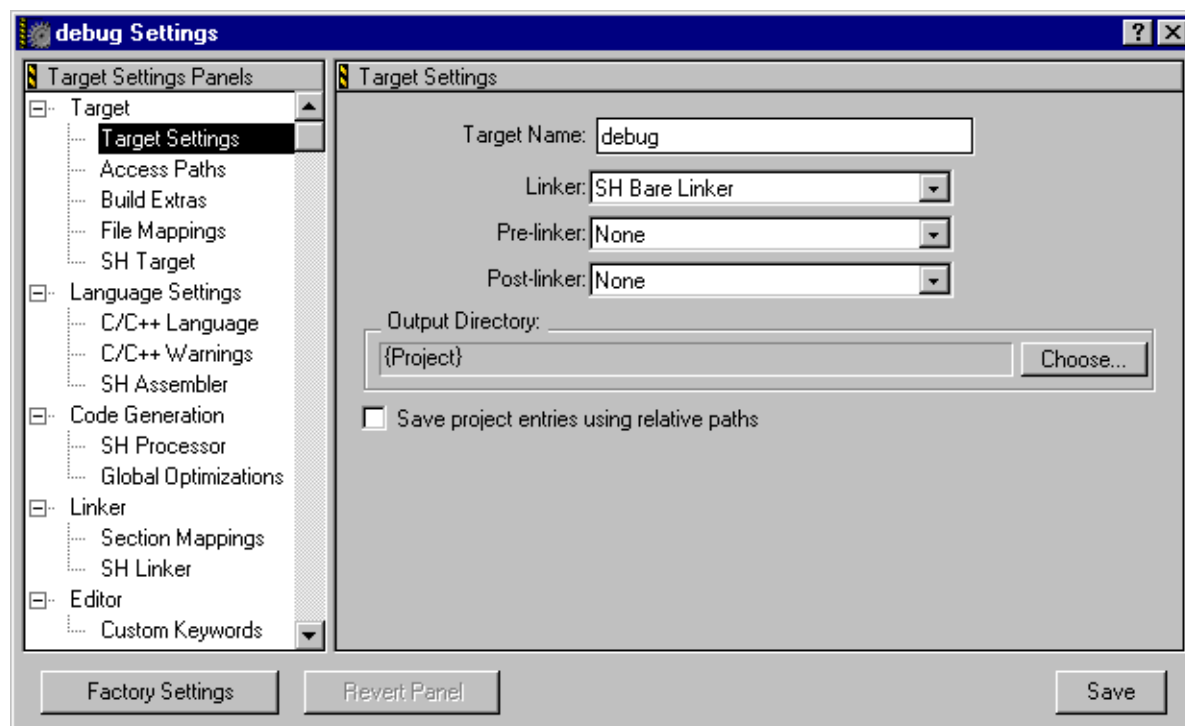 debug Settings
Target Settings Panels
Target
Target Settings
Access Paths
Build Extras
File Mappings
SH Target
Language Settings
C/C++ Language
C/C++ Warnings
SH Assembler
Code Generation
SH Processor
Global Optimizations
Linker
Section Mappings
SH Linker
Editor
Custom Keywords
Target Settings
Target Name: debug
Linker: SH Bare Linker
Pre-linker: None
Post-linker: None
Output Directory:
{Project}
Choose...
Save project entries using relative paths
Factory Settings
Revert Panel
Save